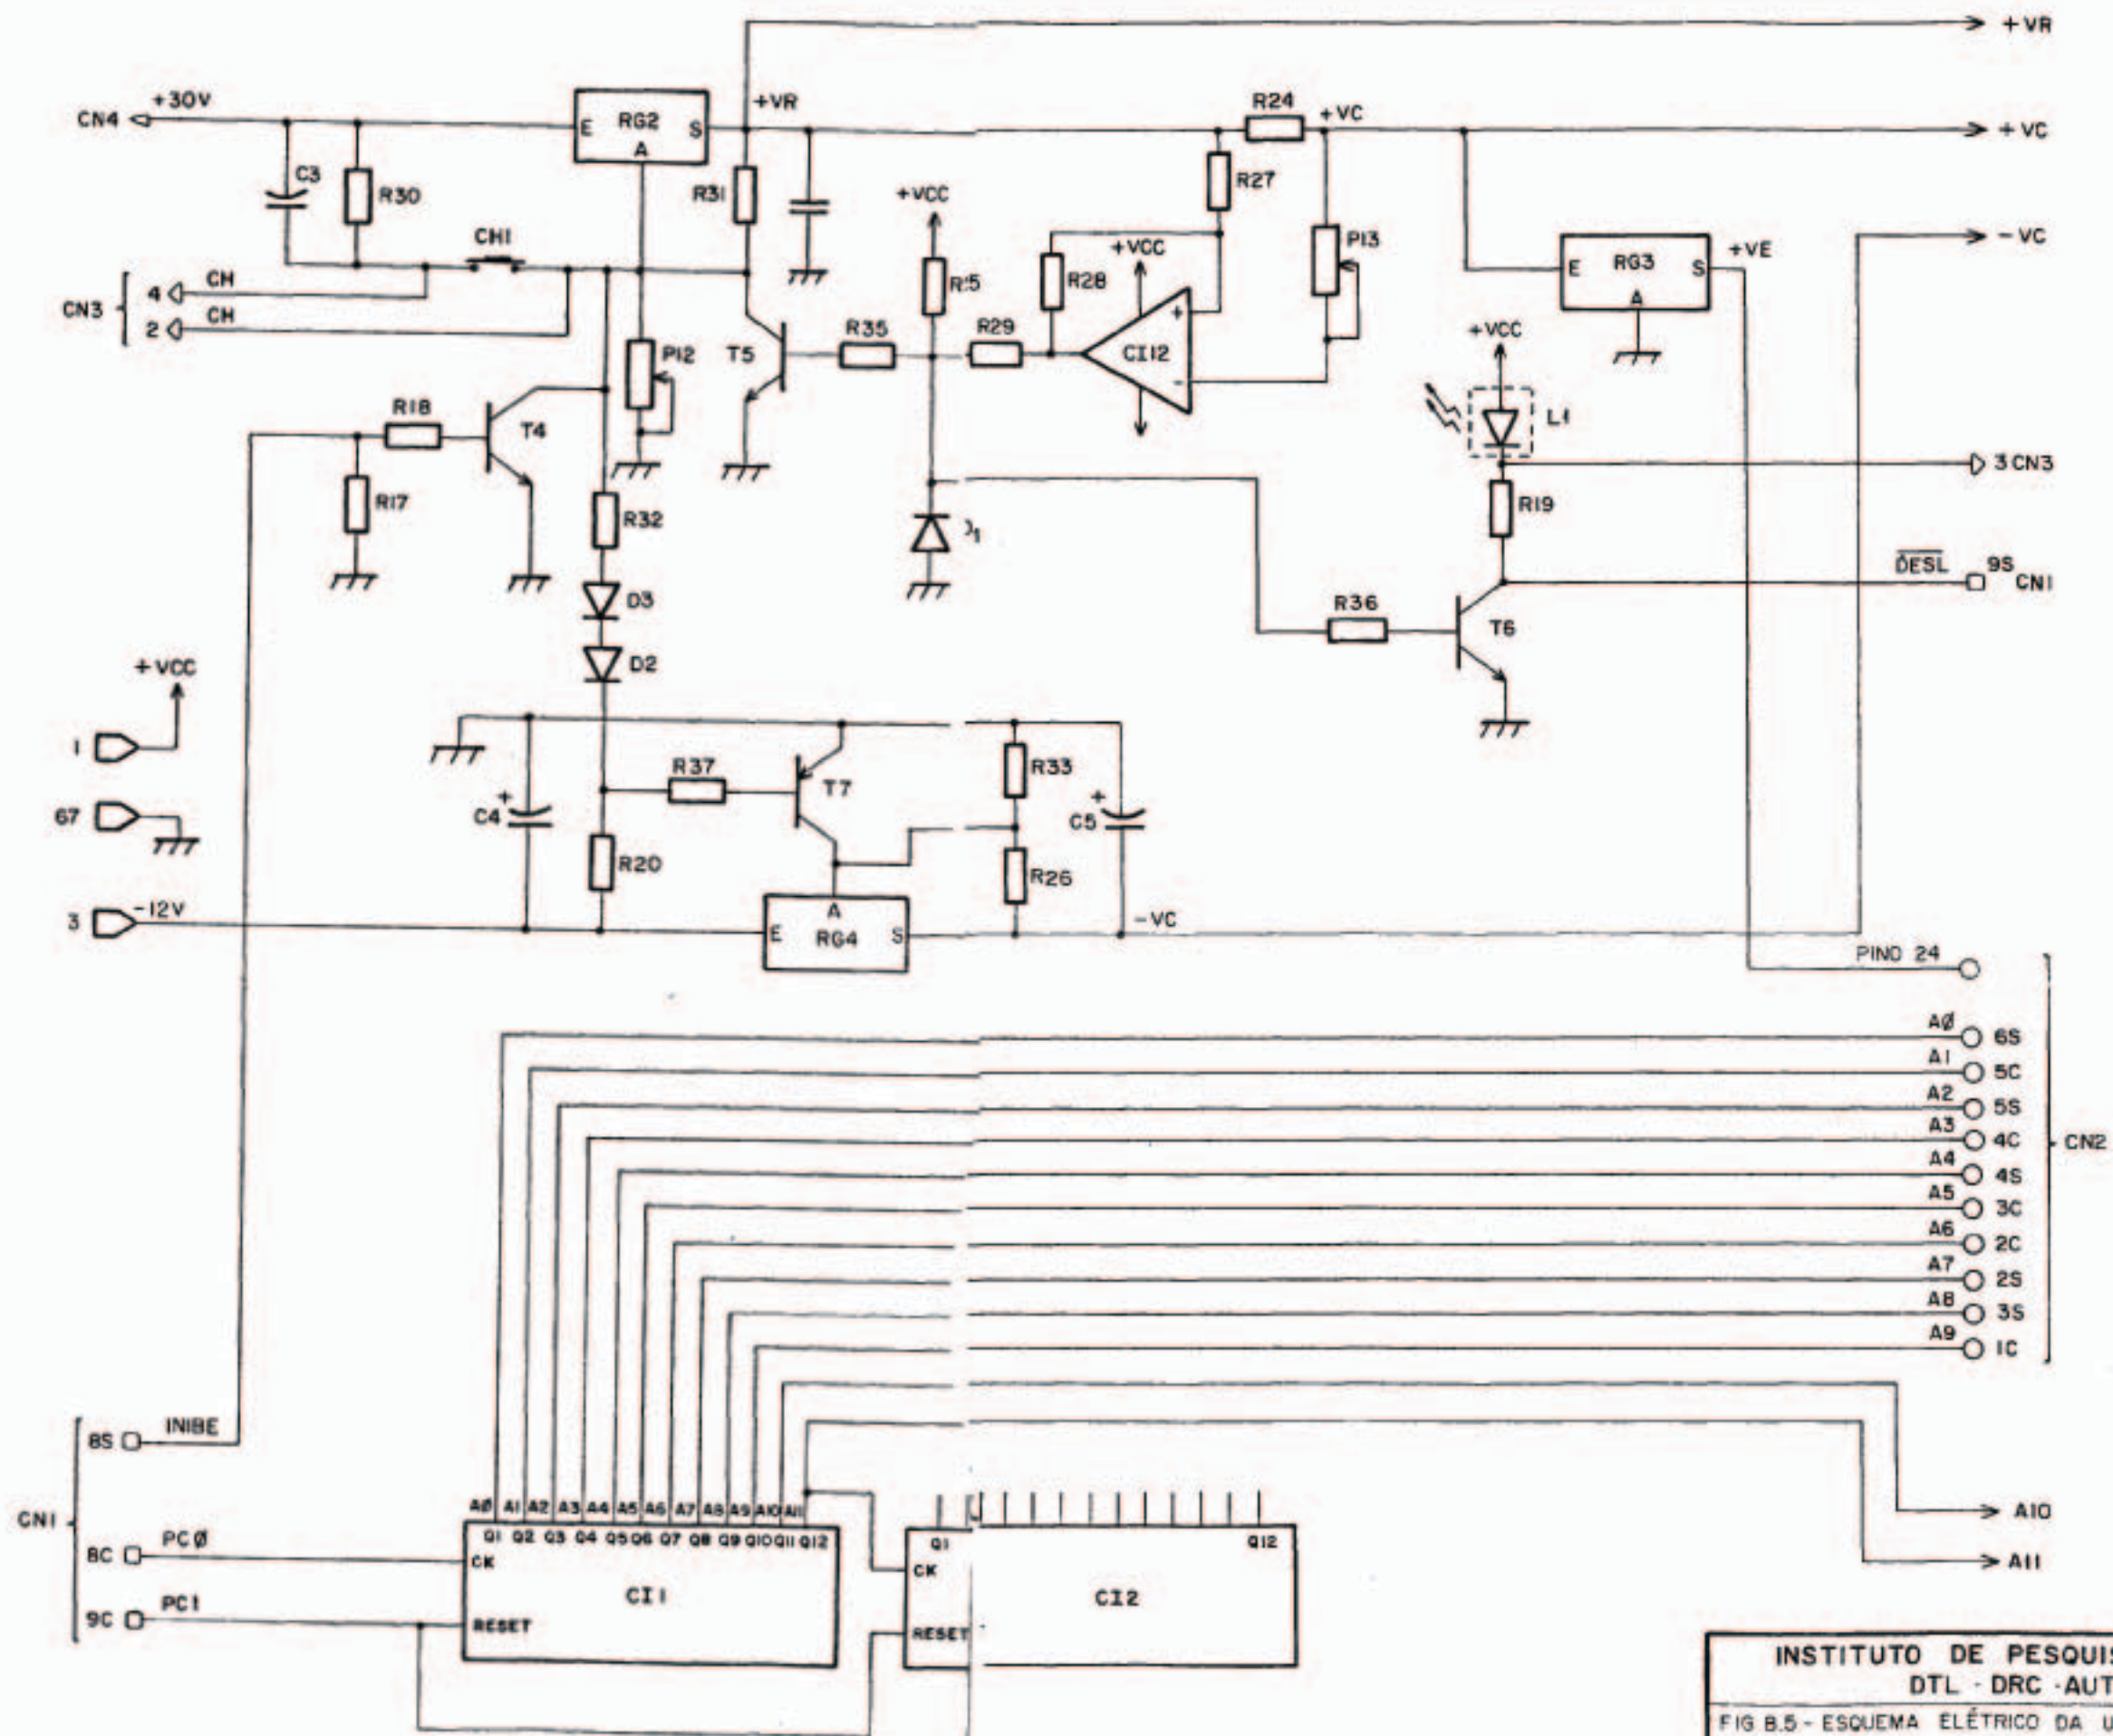 +VR
+30V
CN4
E RG2 S
A
+VR
R24
+VC
+VC
C3
R30
R31
+VCC
R27
CH1
+VCC
P13
-VC
E RG3 S
A
+VE
CN3
4 CH
2 CH
R28
R35
R29
+
CI12
-
P12
T5
+VCC
L1
R18
T4
3 CN3
R17
R32
R19
DESL
9S
CN1
D3
R36
T6
D2
+VCC
1
R37
T7
R33
67
+
C4
+
C5
R20
R26
3
-12V
A
E RG4 S
-VC
PINO 24
AØ 6S
A1 5C
A2 5S
A3 4C
CN2
A4 4S
A5 3C
A6 2C
A7 2S
A8 3S
A9 1C
8S INIBE
AØ A1 A2 A3 A4 A5 A6 A7 A8 A9 A10 A11
A10
CN1
Q1 Q2 Q3 Q4 Q5 Q6 Q7 Q8 Q9 Q10 Q11 Q12
Q1 Q12
8C PCØ
CK
CK
A11
CI1
CI2
9C PC1
RESET
RESET
INSTITUTO DE PESQUIS
DTL - DRC - AUT
FIG 8.5 - ESQUEMA ELÉTRICO DA U